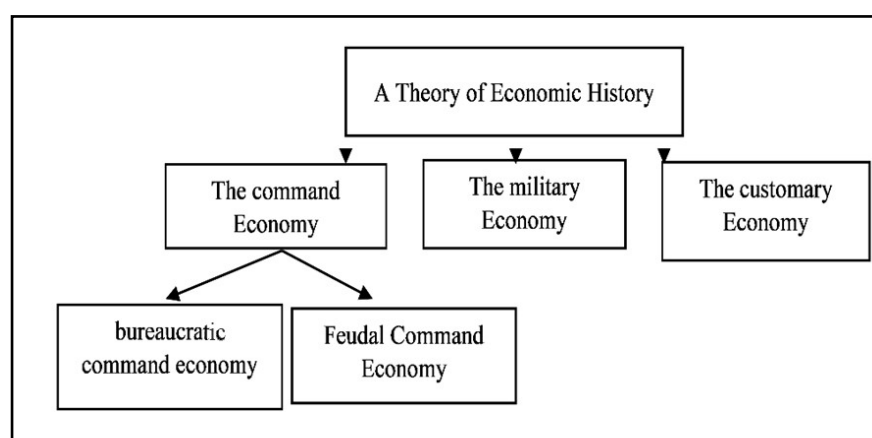 A Theory of Economic History
The command
Economy
The military
Economy
The customary
Economy
bureaucratic
command economy
Feudal Command
Economy